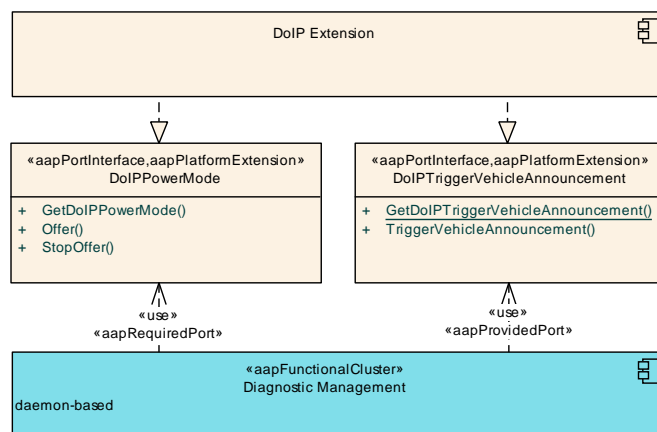 DoIP Extension
«aapPortInterface,aapPlatformExtension»
DoIPPowerMode
+ GetDoIPPowerMode()
+ Offer()
+ StopOffer()
«aapPortInterface,aapPlatformExtension»
DoIPTriggerVehicleAnnouncement
+ GetDoIPTriggerVehicleAnnouncement()
+ TriggerVehicleAnnouncement()
«use»
«aapRequiredPort»
«use»
«aapProvidedPort»
«aapFunctionalCluster»
Diagnostic Management
daemon-based